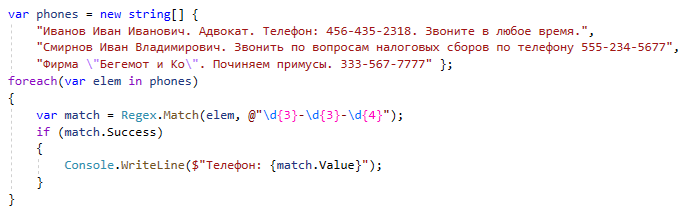 var phones = new string[] {
    "Иванов Иван Иванович. Адвокат. Телефон: 456-435-2318. Звоните в любое время.",
    "Смирнов Иван Владимирович. Звонить по вопросам налоговых сборов по телефону 555-234-5677",
    "Фирма \"Бегемот и Ко\". Починяем примусы. 333-567-7777" };
foreach(var elem in phones)
{
    var match = Regex.Match(elem, @"\d{3}-\d{3}-\d{4}");
    if (match.Success)
    {
        Console.WriteLine($"Телефон: {match.Value}");
    }
}